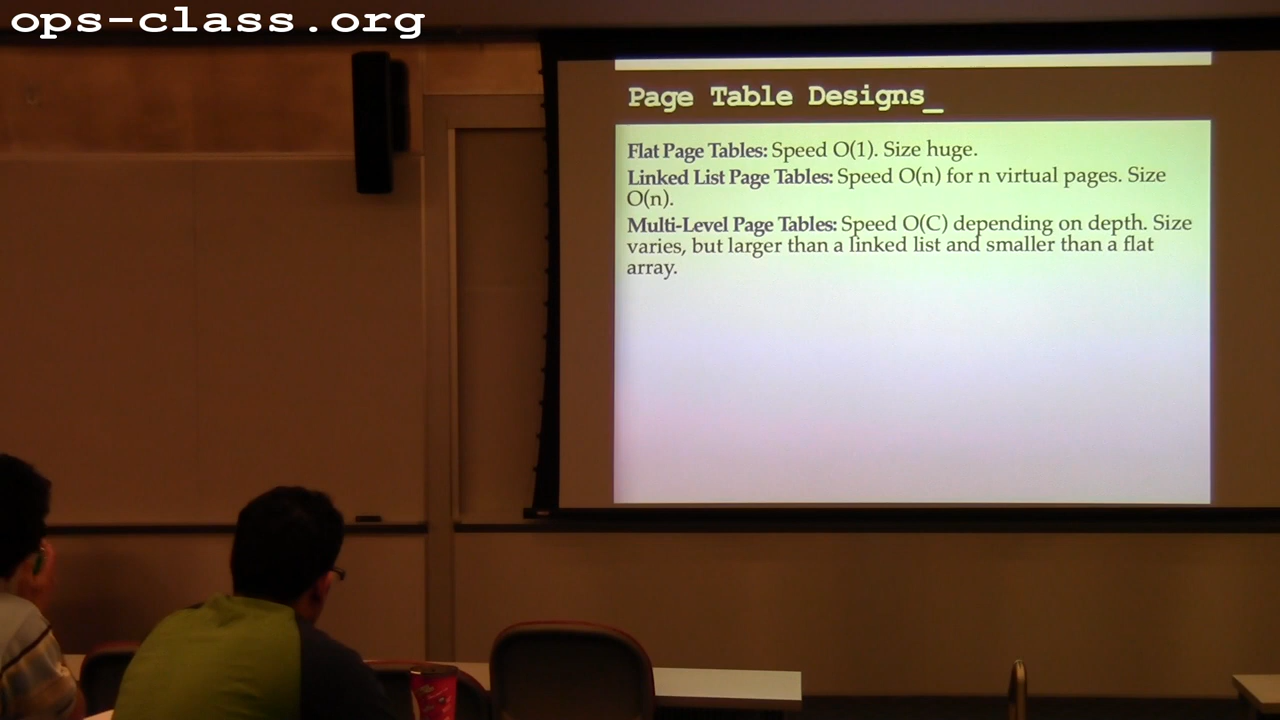 ops-class.org
Page Table Designs_
Flat Page Tables: Speed O(1). Size huge.
Linked List Page Tables: Speed O(n) for n virtual pages. Size
O(n).
Multi-Level Page Tables: Speed O(C) depending on depth. Size
varies, but larger than a linked list and smaller than a flat
array.